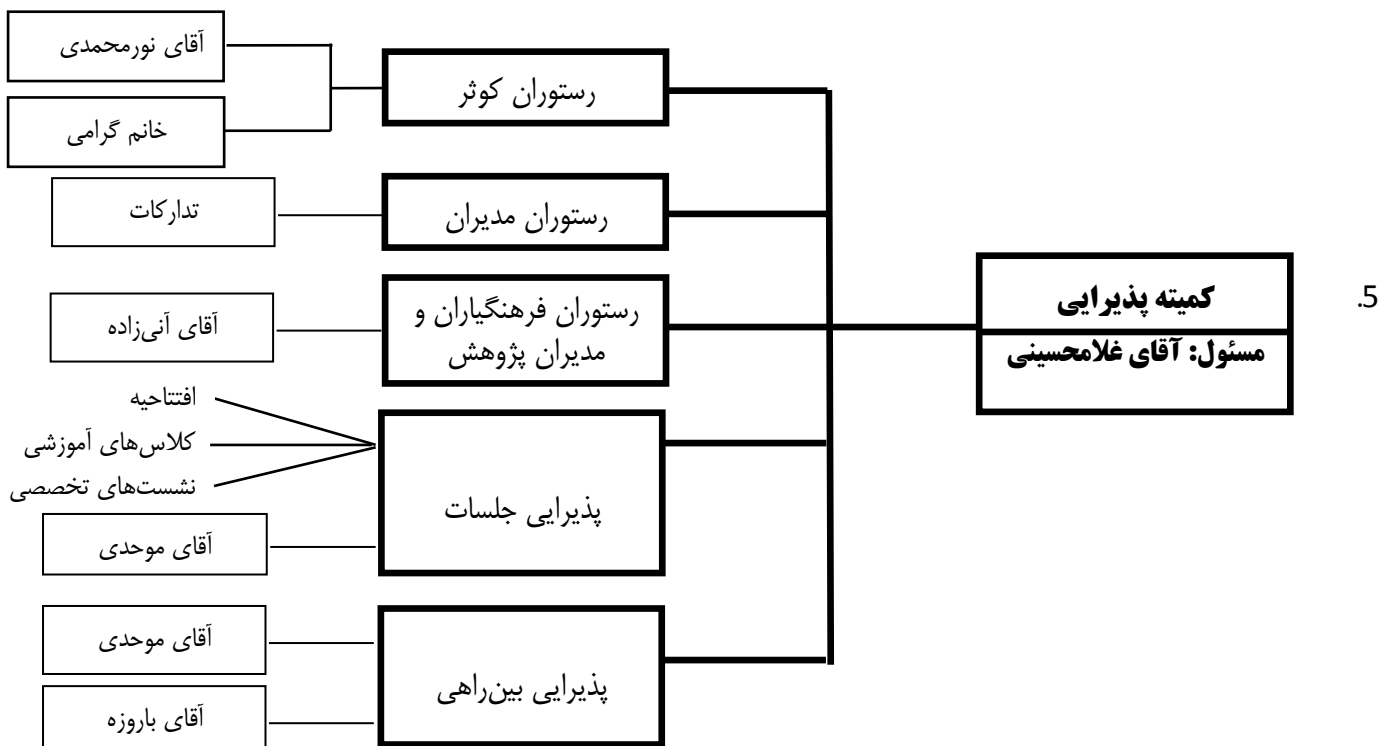 5.
کمیته پذیرایی
مسئول: آقای غلامحسینی
رستوران کوثر
آقای نورمحمدی
خانم گرامی
رستوران مدیران
تدارکات
رستوران فرهنگیاران و
مدیران پژوهش
آقای آنی‌زاده
پذیرایی جلسات
افتتاحیه
کلاس‌های آموزشی
نشست‌های تخصصی
آقای موحدی
پذیرایی بین‌راهی
آقای موحدی
آقای باروزه